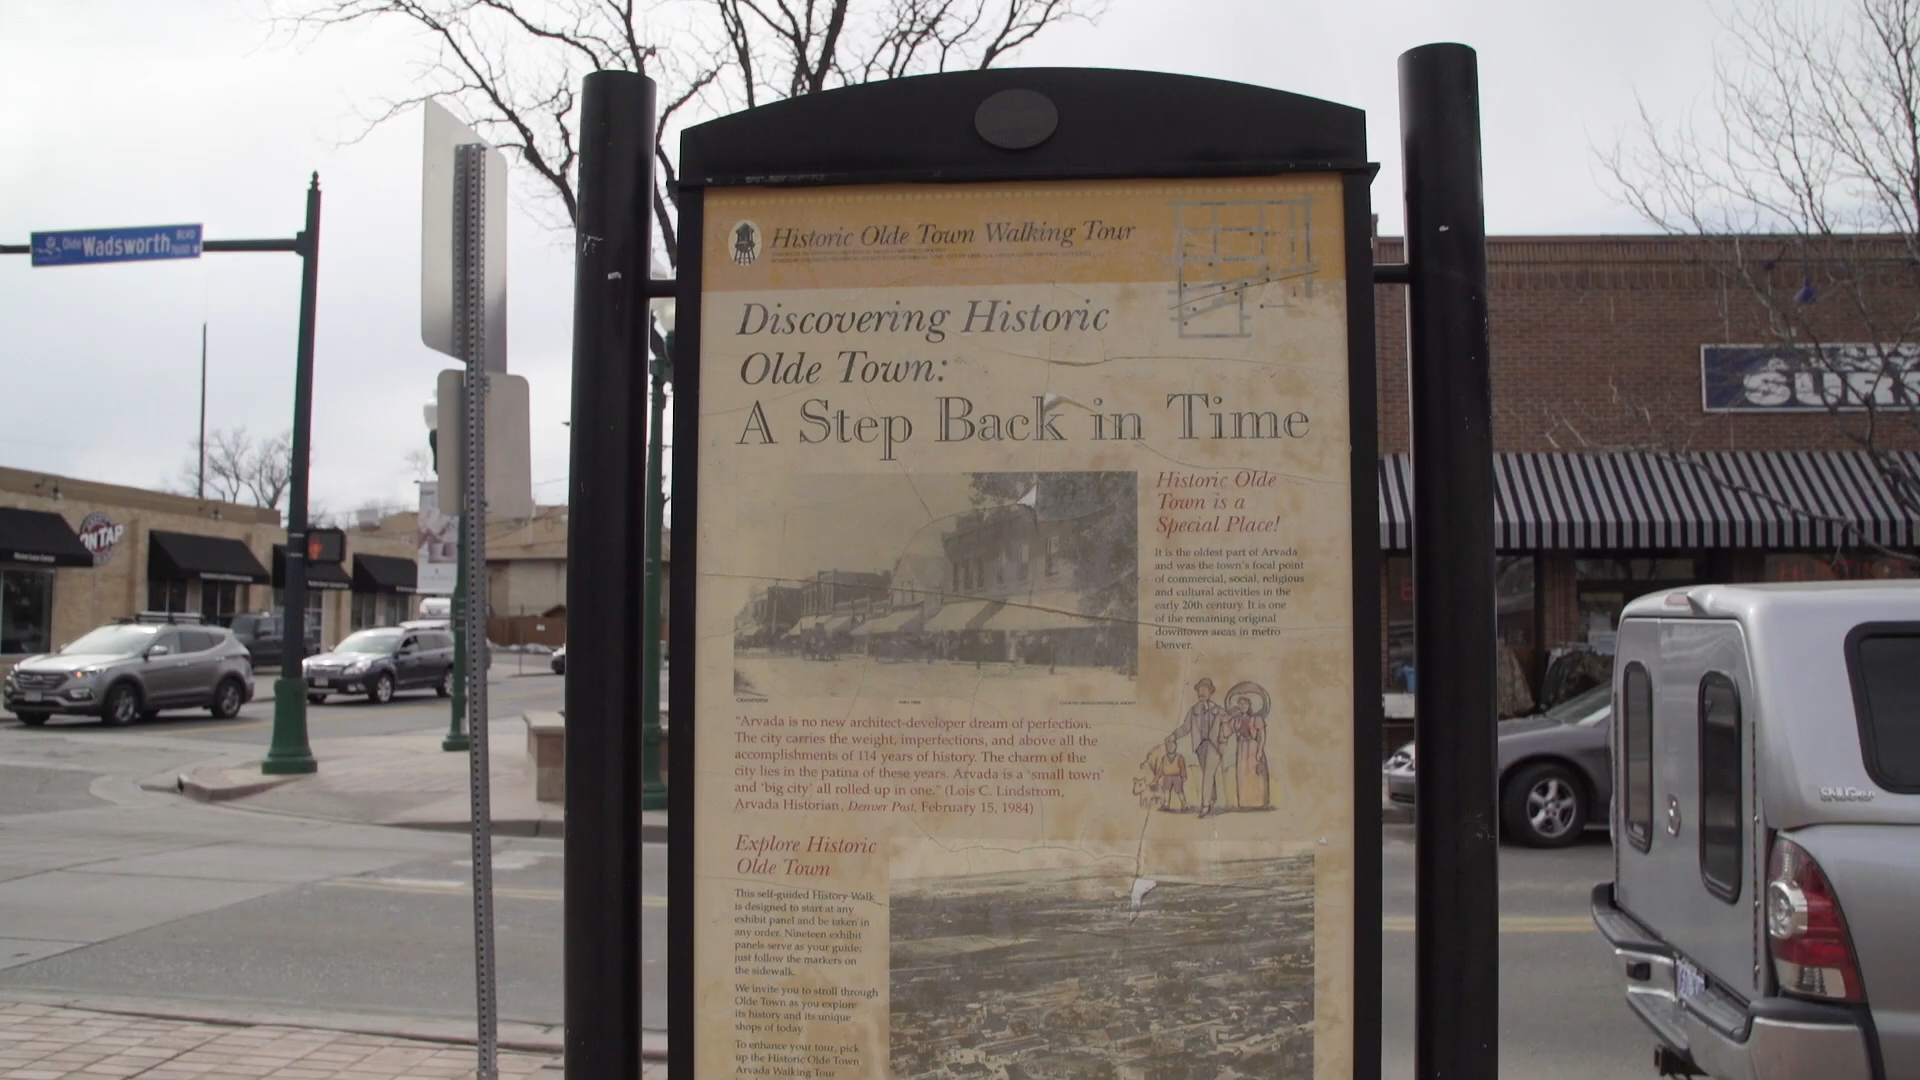 Olde Wadsworth BLVD
Historic Olde Town Walking Tour
Discovering Historic
Olde Town:
A Step Back in Time
Historic Olde
Town is a
Special Place!
It is the oldest part of Arvada
and was the town's focal point
of commercial, social, religious
and cultural activities in the
early 20th century. It is one
of the remaining original
downtown areas in metro
Denver.
"Arvada is no new architect-developer dream of perfection.
The city carries the weight, imperfections, and above all the
accomplishments of 114 years of history. The charm of the
city lies in the patina of these years. Arvada is a 'small town'
and 'big city' all rolled up in one." (Lois C. Lindstrom,
Arvada Historian, Denver Post, February 15, 1984)
Explore Historic
Olde Town
This self-guided History Walk
is designed to start at any
exhibit panel and be taken in
any order. Nineteen exhibit
panels serve as your guide;
just follow the markers on
the sidewalk.
We invite you to stroll through
Olde Town as you explore
its history and its unique
shops of today.
To enhance your tour, pick
up the Historic Olde Town
Arvada Walking Tour
ONTAP